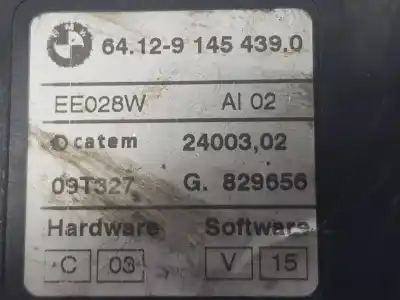 64.12-9 145 439.0
EE028W AI 02
catem 24003,02
09T327 G. 829656
Hardware Software
C 03 V 15